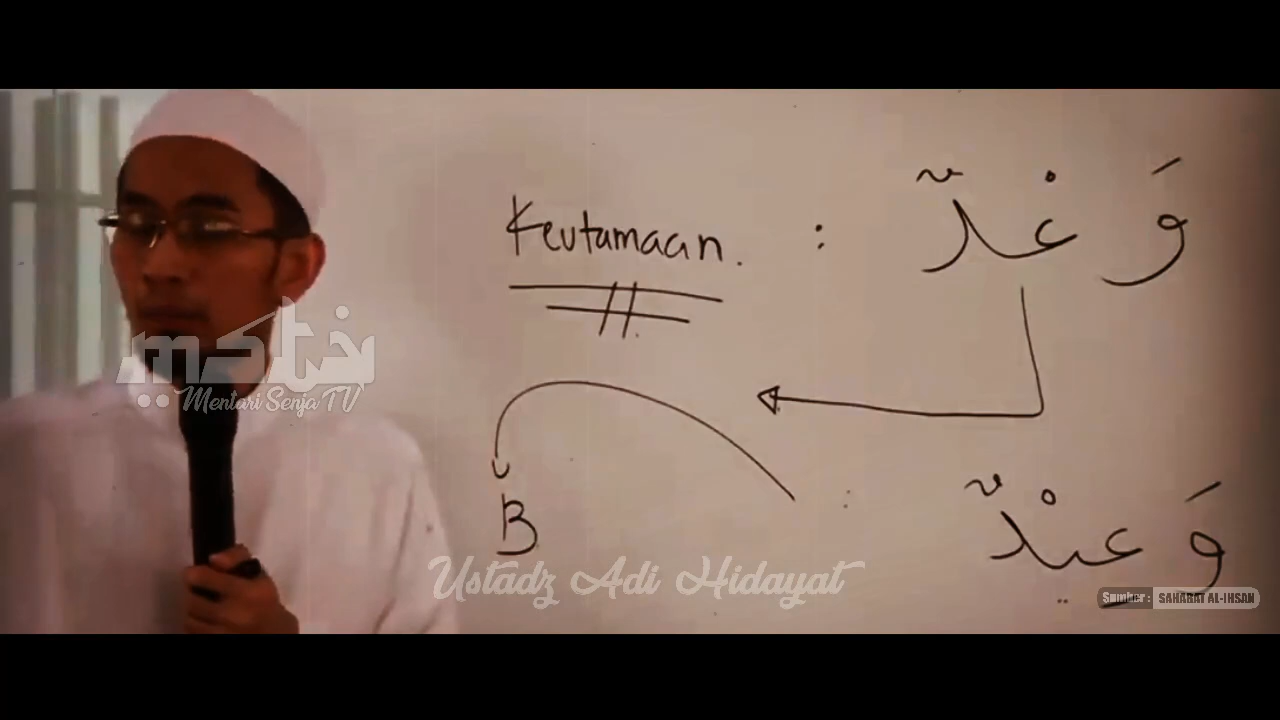 Keutamaan. : وَعْدٌ
B : وَعِيْدٌ
Mentari Senja TV
Ustadz Adi Hidayat
Sumber : SAHABAT AL-IHSAN